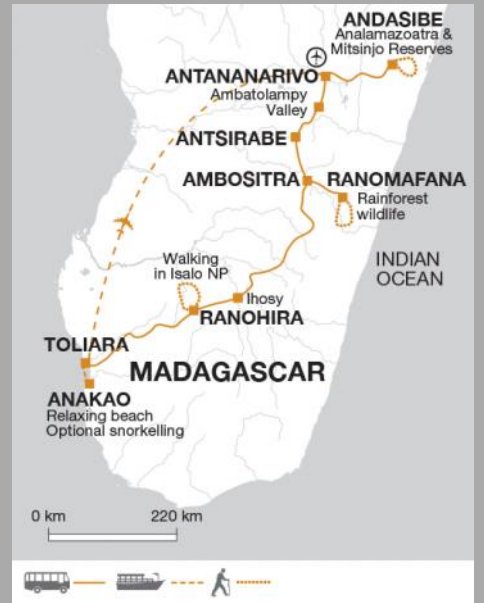 ANDASIBE
Analamazoatra &
Mitsinjo Reserves
ANTANANARIVO
Ambatolampy
Valley
ANTSIRABE
AMBOSITRA
RANOMAFANA
Rainforest
wildlife
INDIAN
OCEAN
Walking
in Isalo NP
Ihosy
RANOHIRA
TOLIARA
MADAGASCAR
ANAKAO
Relaxing beach
Optional snorkelling
0 km 220 km